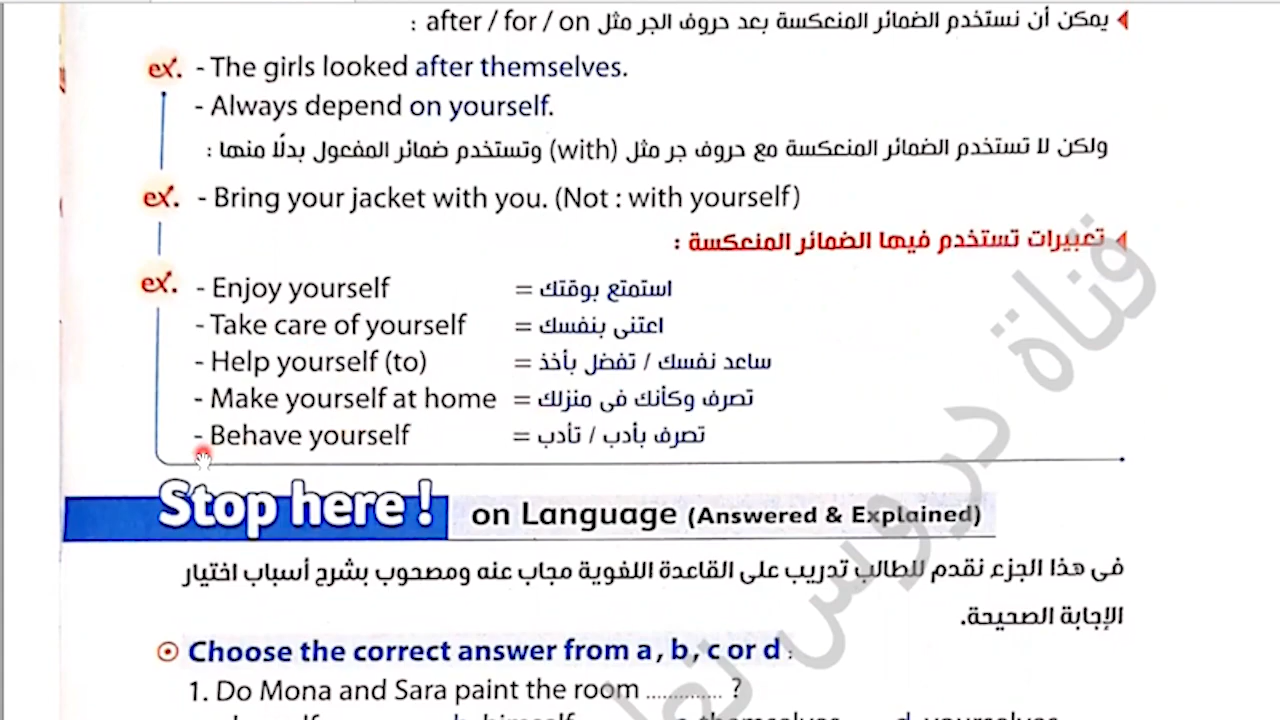 يمكن أن نستخدم الضمائر المنعكسة بعد حروف الجر مثل after / for / on :
ex. - The girls looked after themselves.
- Always depend on yourself.
ولكن لا تستخدم الضمائر المنعكسة مع حروف جر مثل (with) وتستخدم ضمائر المفعول بدلًا منها :
ex. - Bring your jacket with you. (Not : with yourself)
تعبيرات تستخدم فيها الضمائر المنعكسة :
ex. - Enjoy yourself = استمتع بوقتك
- Take care of yourself = اعتنى بنفسك
- Help yourself (to) = ساعد نفسك / تفضل بأخذ
- Make yourself at home = تصرف وكأنك فى منزلك
- Behave yourself = تصرف بأدب / تأدب
Stop here ! on Language (Answered & Explained)
فى هذا الجزء نقدم للطالب تدريب على القاعدة اللغوية مجاب عنه ومصحوب بشرح أسباب اختيار
الإجابة الصحيحة.
Choose the correct answer from a , b , c or d :
1. Do Mona and Sara paint the room ............. ?
قناة دروس